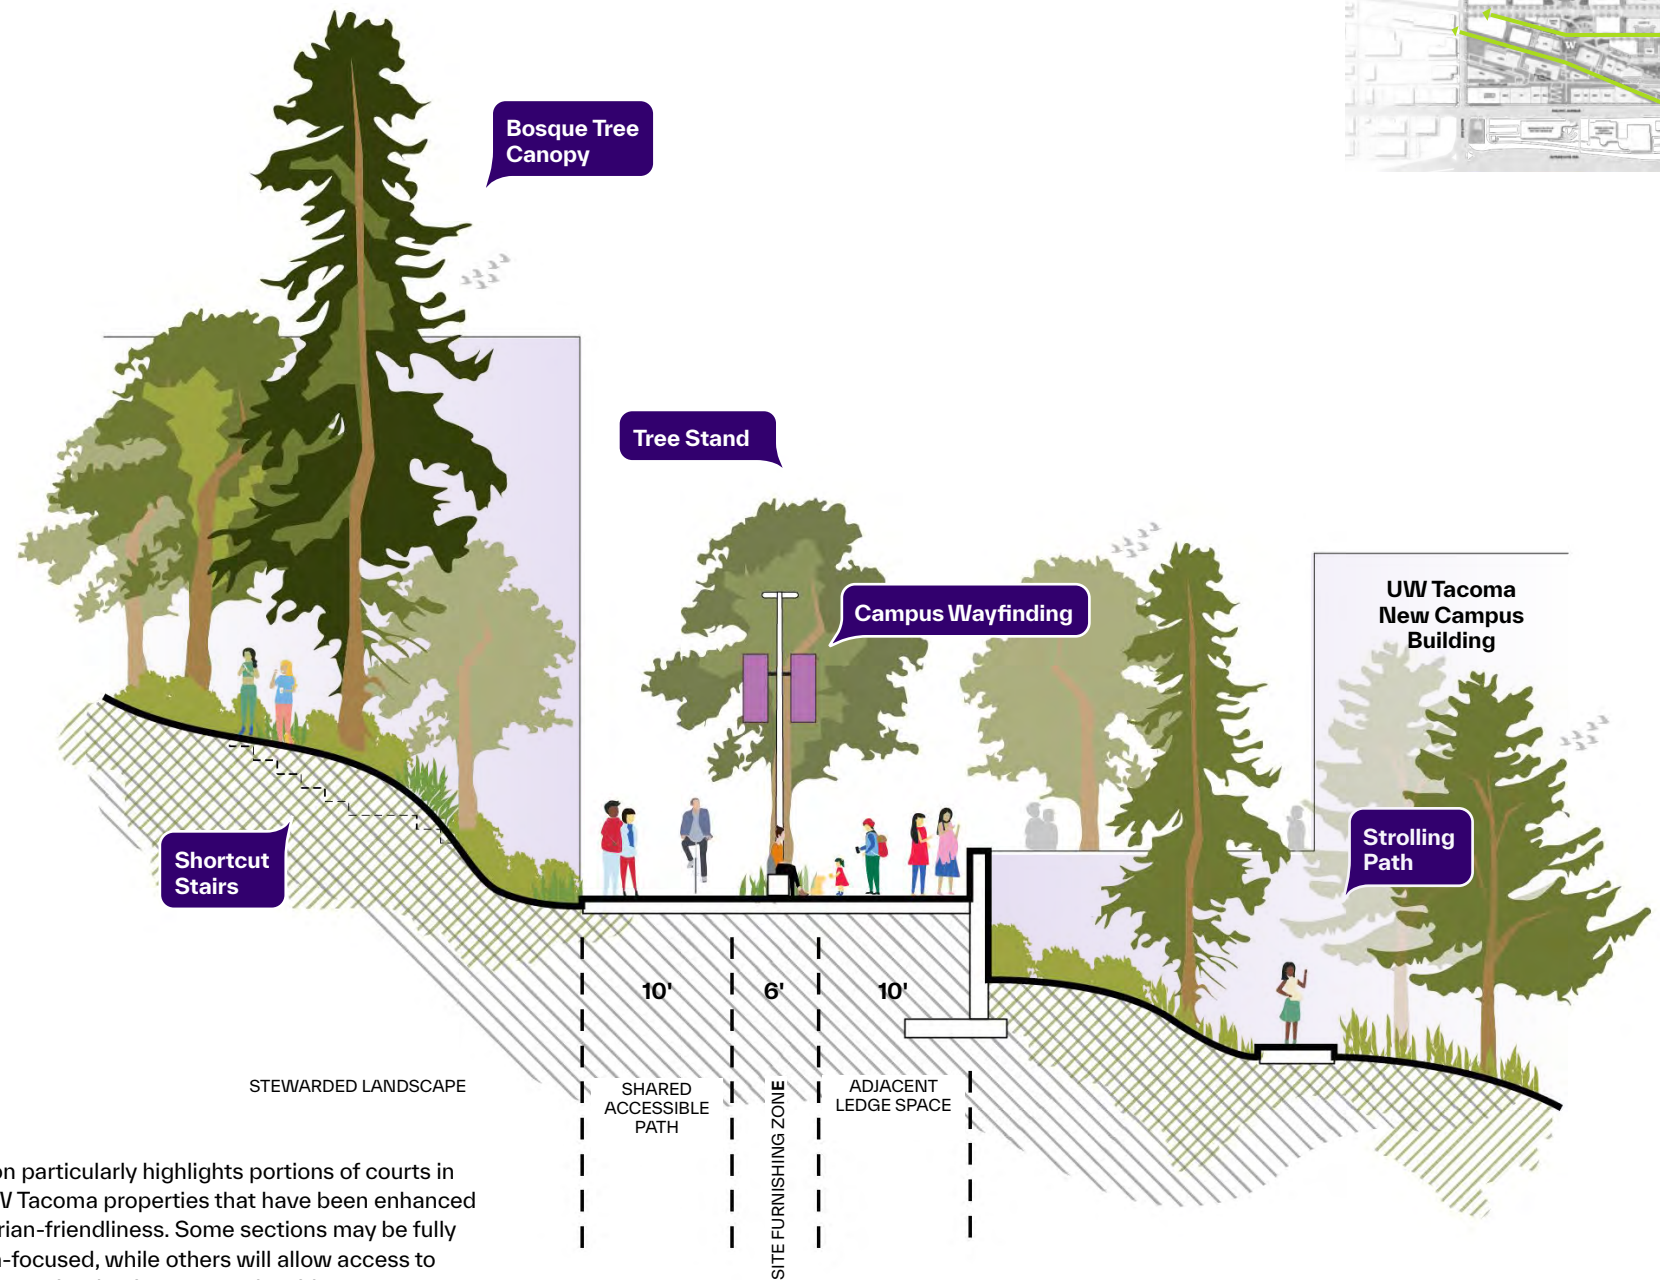 W
Bosque Tree
Canopy
Tree Stand
Campus Wayfinding
UW Tacoma
New Campus
Building
Shortcut
Stairs
Strolling
Path
10'
6'
10'
STEWARDED LANDSCAPE
SHARED
ACCESSIBLE
PATH
SITE FURNISHING ZONE
ADJACENT
LEDGE SPACE
on particularly highlights portions of courts in
W Tacoma properties that have been enhanced
rian-friendliness. Some sections may be fully
-focused, while others will allow access to